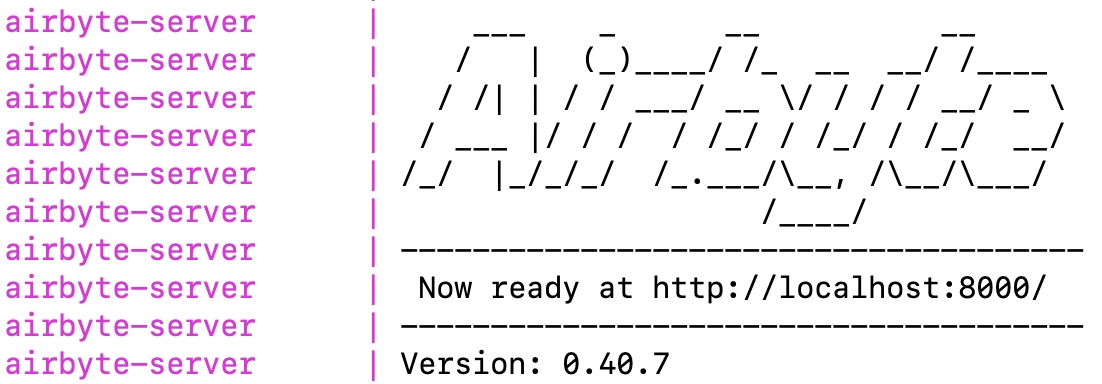 airbyte-server | ___ _ __ __
airbyte-server | / | (_)____/ /_ __ __/ /____
airbyte-server | / /| | / / ___/ __ \/ / / / __/ _ \
airbyte-server | / ___ |/ / / / /_/ / /_/ / /_/ __/
airbyte-server | /_/ |_/_/_/ /_.___/\__, /\__/\___/
airbyte-server | /____/
airbyte-server | --------------------------------------
airbyte-server | Now ready at http://localhost:8000/
airbyte-server | --------------------------------------
airbyte-server | Version: 0.40.7